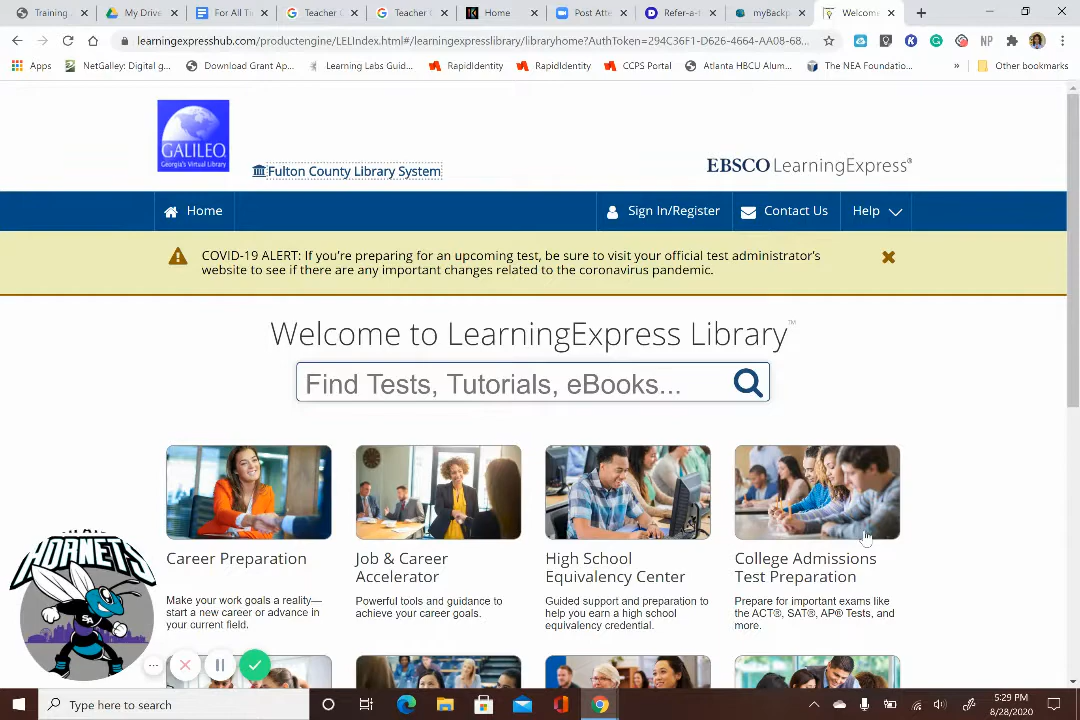 Training
My Drive
For All Ti
Teacher
Teacher
Home
Post Atte
Refer-a-t
myBackp
Welcome
learningexpresshub.com/productengine/LELIndex.html#/learningexpresslibrary/libraryhome?AuthToken=294C36F1-D626-4664-AA08-68...
NP
Apps
NetGalley: Digital g...
Download Grant Ap...
Learning Labs Guid...
RapidIdentity
RapidIdentity
CCPS Portal
Atlanta HBCU Alum...
The NEA Foundatio...
»
Other bookmarks
GALILEO
Georgia's Virtual Library
Fulton County Library System
EBSCO LearningExpress®
Home
Sign In/Register
Contact Us
Help
COVID-19 ALERT: If you're preparing for an upcoming test, be sure to visit your official test administrator's
website to see if there are any important changes related to the coronavirus pandemic.
Welcome to LearningExpress Library™
Find Tests, Tutorials, eBooks...
Career Preparation
Make your work goals a reality—
start a new career or advance in
your current field.
Job & Career
Accelerator
Powerful tools and guidance to
achieve your career goals.
High School
Equivalency Center
Guided support and preparation to
help you earn a high school
equivalency credential.
College Admissions
Test Preparation
Prepare for important exams like
the ACT®, SAT®, AP® Tests, and
more.
HORNETS
SA
Type here to search
5:29 PM
8/28/2020